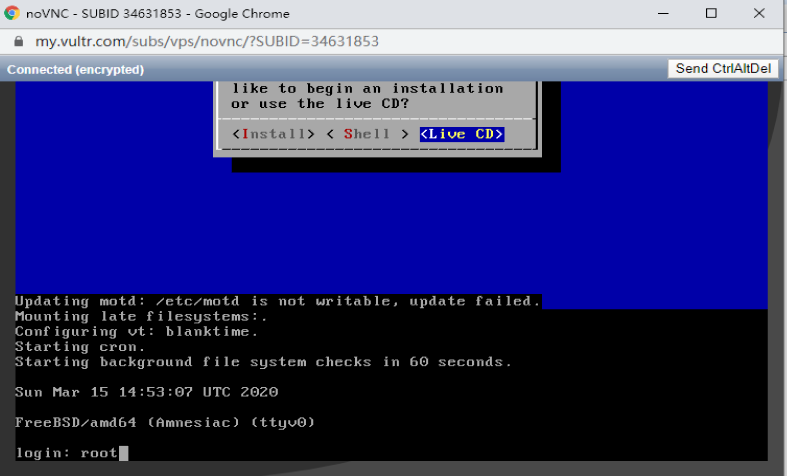 noVNC - SUBID 34631853 - Google Chrome
my.vultr.com/subs/vps/novnc/?SUBID=34631853
Connected (encrypted) Send CtrlAltDel
like to begin an installation
or use the live CD?
<Install> < Shell > <Live CD>
Updating motd: /etc/motd is not writable, update failed.
Mounting late filesystems:.
Configuring vt: blanktime.
Starting cron.
Starting background file system checks in 60 seconds.
Sun Mar 15 14:53:07 UTC 2020
FreeBSD/amd64 (Amnesiac) (ttyv0)
login: root